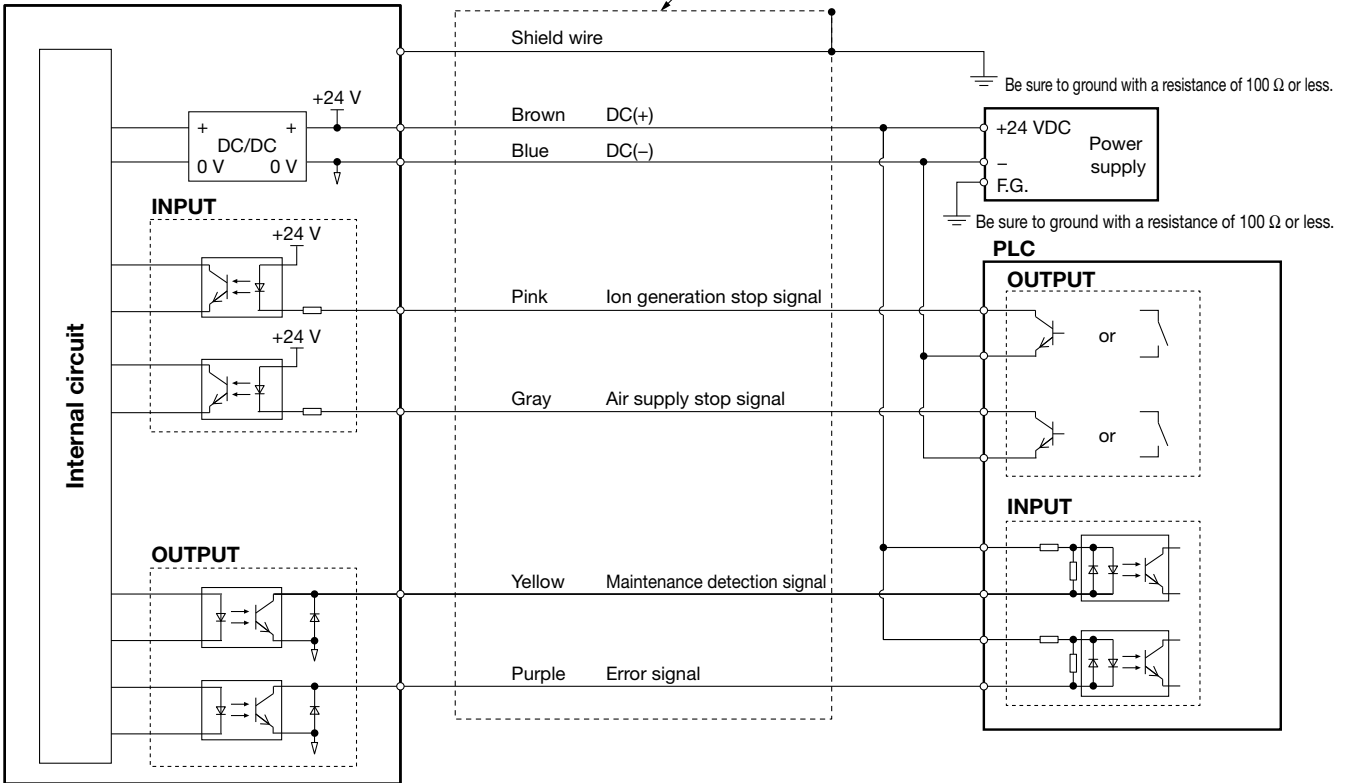 Shield wire
Be sure to ground with a resistance of 100 Ω or less.
+24 V
Brown DC(+)
+24 VDC
+ +
DC/DC
Power supply
Blue DC(−)
−
0 V 0 V
F.G.
INPUT
Be sure to ground with a resistance of 100 Ω or less.
+24 V
PLC
OUTPUT
Pink Ion generation stop signal
or
+24 V
Gray Air supply stop signal
or
Internal circuit
INPUT
OUTPUT
Yellow Maintenance detection signal
Purple Error signal